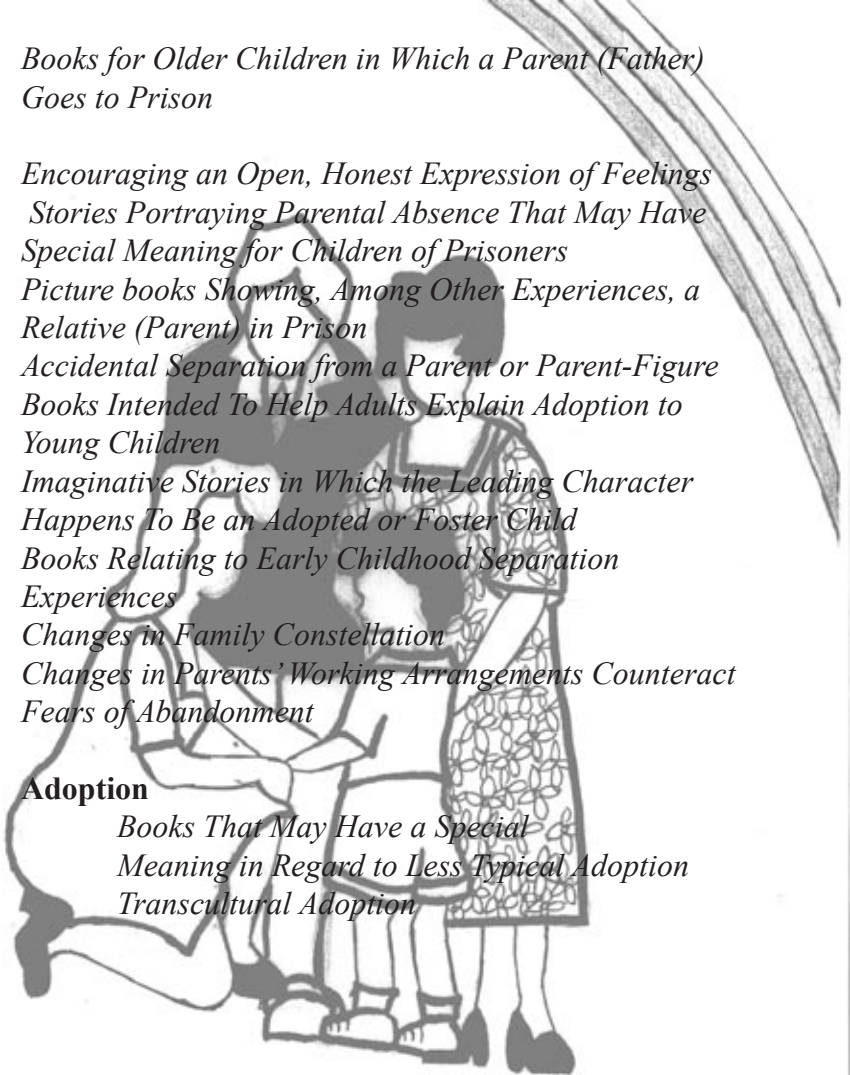 Books for Older Children in Which a Parent (Father)
Goes to Prison
Encouraging an Open, Honest Expression of Feelings
Stories Portraying Parental Absence That May Have
Special Meaning for Children of Prisoners
Picture books Showing, Among Other Experiences, a
Relative (Parent) in Prison
Accidental Separation from a Parent or Parent-Figure
Books Intended To Help Adults Explain Adoption to
Young Children
Imaginative Stories in Which the Leading Character
Happens To Be an Adopted or Foster Child
Books Relating to Early Childhood Separation
Experiences
Changes in Family Constellation
Changes in Parents' Working Arrangements Counteract
Fears of Abandonment
Adoption
Books That May Have a Special
Meaning in Regard to Less Typical Adoption
Transcultural Adoption